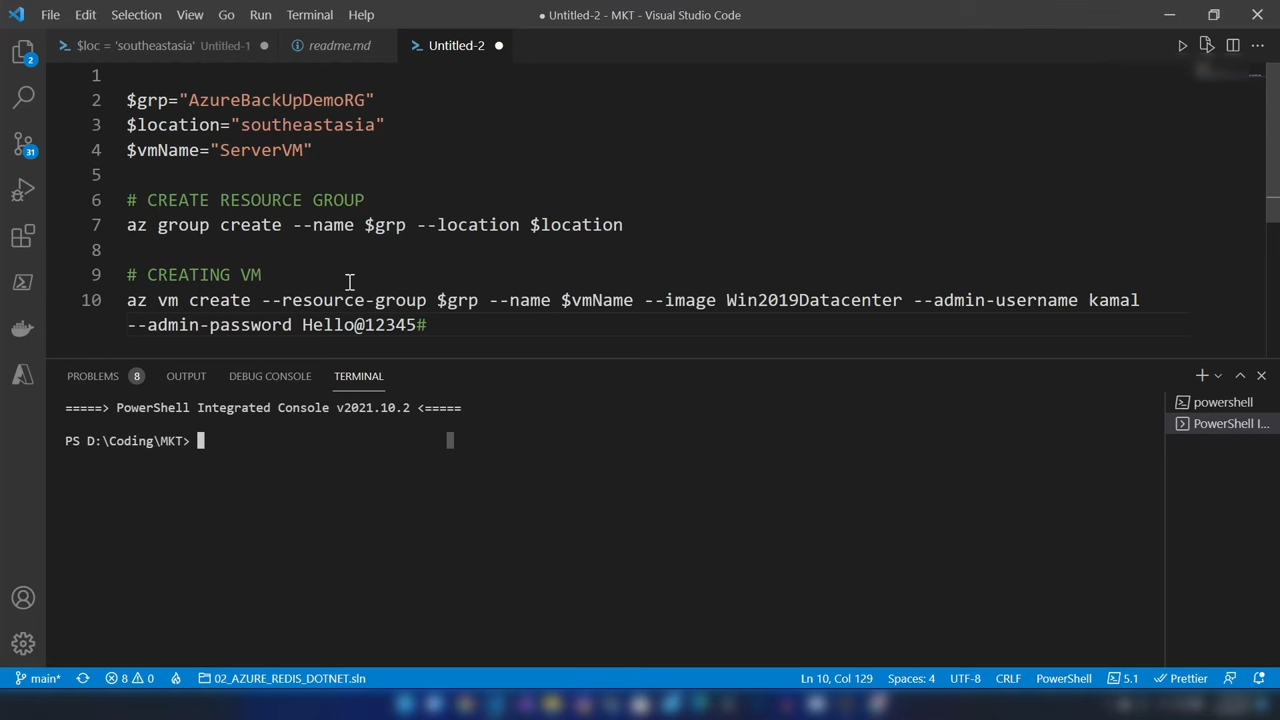 File Edit Selection View Go Run Terminal Help
● Untitled-2 - MKT - Visual Studio Code
$loc = 'southeastasia' Untitled-1 ● readme.md Untitled-2 ●
2
31
1
2 $grp="AzureBackUpDemoRG"
3 $location="southeastasia"
4 $vmName="ServerVM"
5
6 # CREATE RESOURCE GROUP
7 az group create --name $grp --location $location
8
9 # CREATING VM
10 az vm create --resource-group $grp --name $vmName --image Win2019Datacenter --admin-username kamal
--admin-password Hello@12345#
PROBLEMS 8 OUTPUT DEBUG CONSOLE TERMINAL
=====> PowerShell Integrated Console v2021.10.2 <=====
PS D:\Coding\MKT>
powershell
PowerShell I...
main* 8 0 02_AZURE_REDIS_DOTNET.sln
Ln 10, Col 129 Spaces: 4 UTF-8 CRLF PowerShell 5.1 Prettier